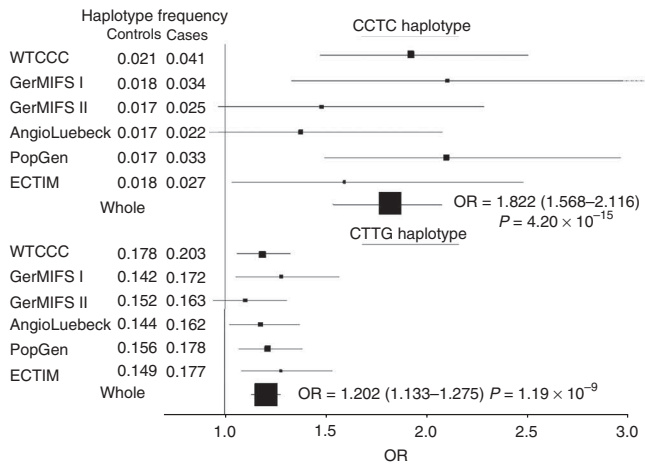 Haplotype frequency
Controls Cases
CCTC haplotype
WTCCC 0.021 0.041
GerMIFS I 0.018 0.034
GerMIFS II 0.017 0.025
AngioLuebeck 0.017 0.022
PopGen 0.017 0.033
ECTIM 0.018 0.027
Whole OR = 1.822 (1.568–2.116)
P = 4.20 × 10⁻¹⁵
CTTG haplotype
WTCCC 0.178 0.203
GerMIFS I 0.142 0.172
GerMIFS II 0.152 0.163
AngioLuebeck 0.144 0.162
PopGen 0.156 0.178
ECTIM 0.149 0.177
Whole OR = 1.202 (1.133–1.275) P = 1.19 × 10⁻⁹
1.0 1.5 2.0 2.5 3.0
OR